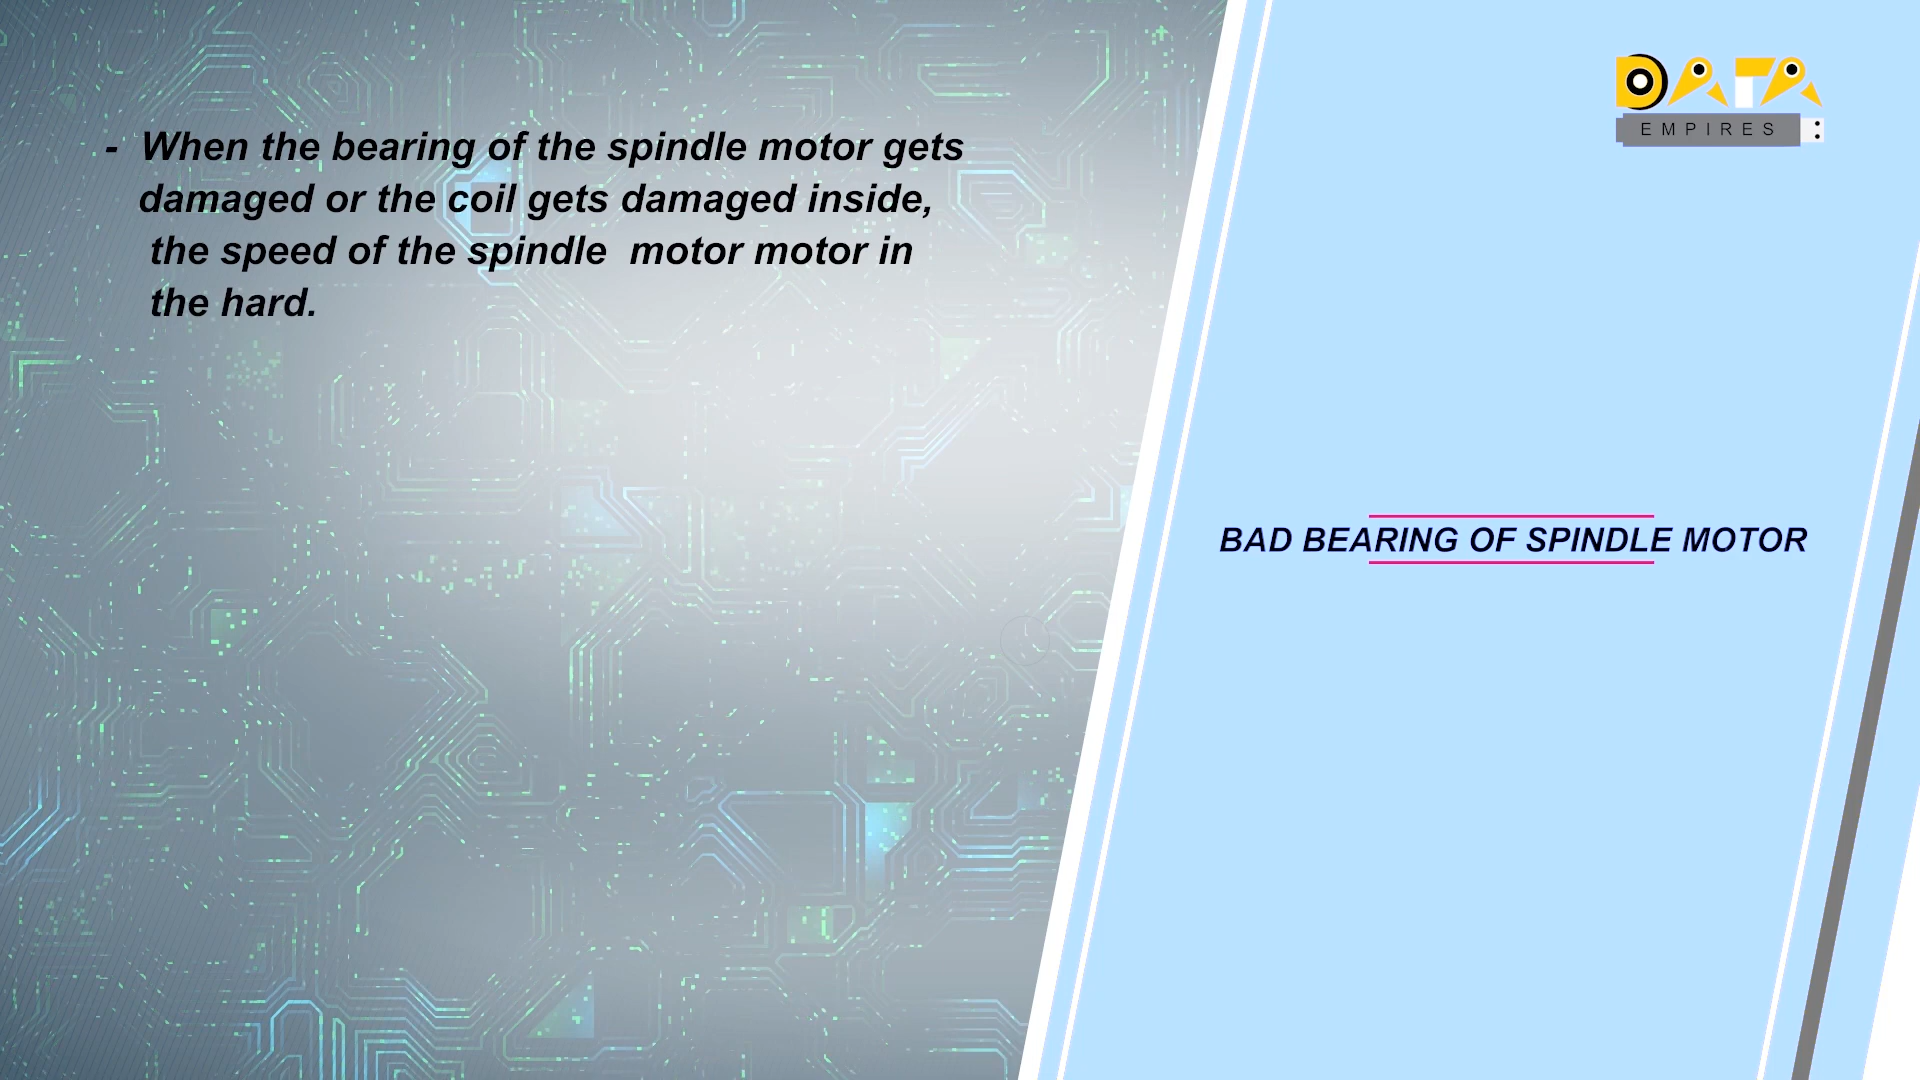 - When the bearing of the spindle motor gets
damaged or the coil gets damaged inside,
the speed of the spindle motor motor in
the hard.
DATA
EMPIRES
BAD BEARING OF SPINDLE MOTOR